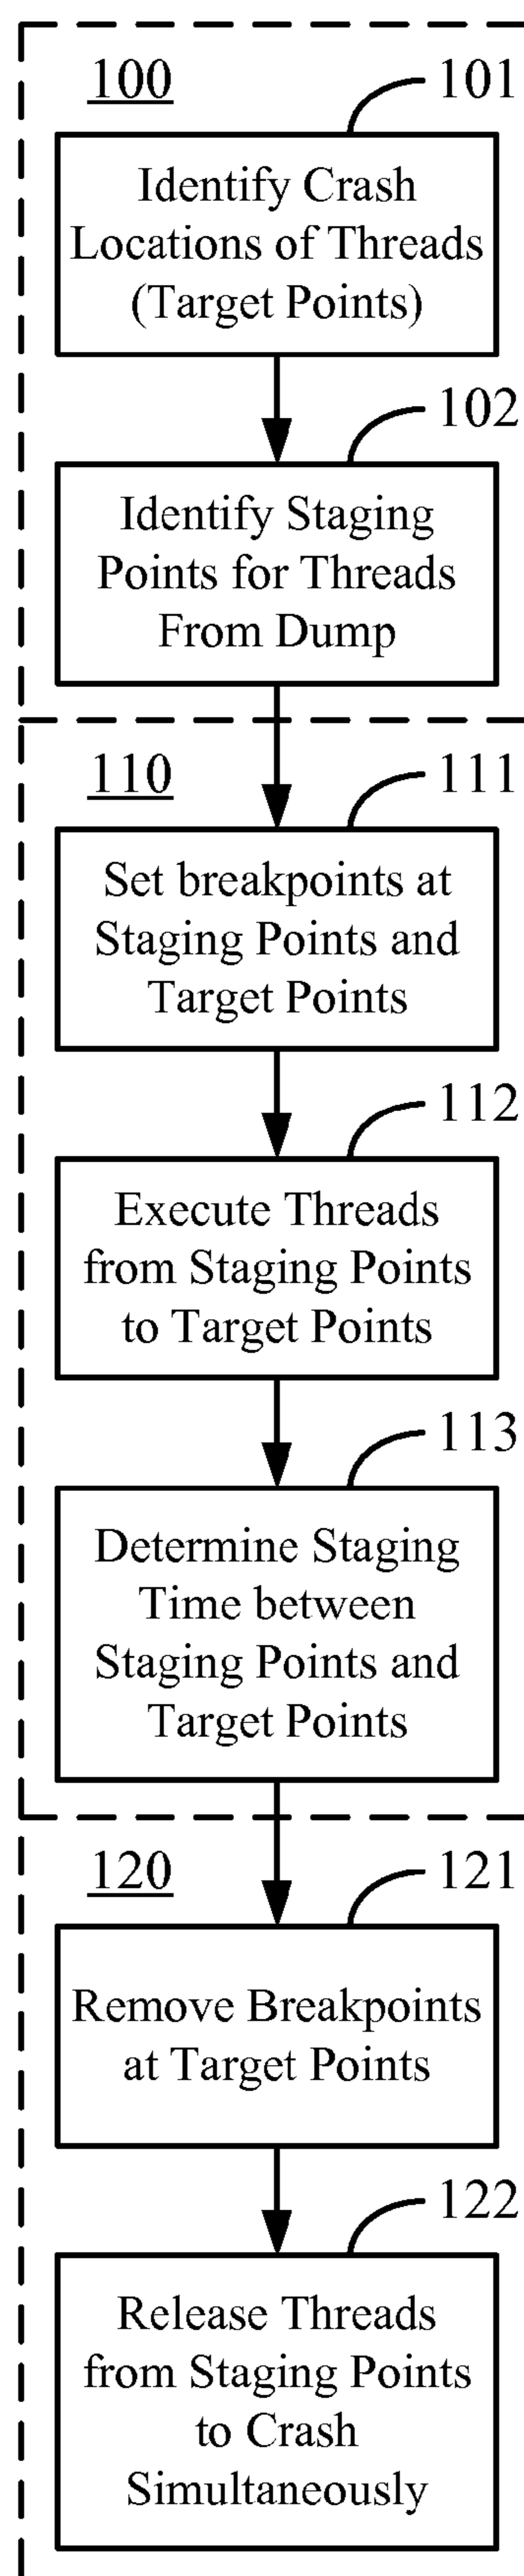 100
101
Identify Crash
Locations of Threads
(Target Points)
102
Identify Staging
Points for Threads
From Dump
110
111
Set breakpoints at
Staging Points and
Target Points
112
Execute Threads
from Staging Points
to Target Points
113
Determine Staging
Time between
Staging Points and
Target Points
120
121
Remove Breakpoints
at Target Points
122
Release Threads
from Staging Points
to Crash
Simultaneously